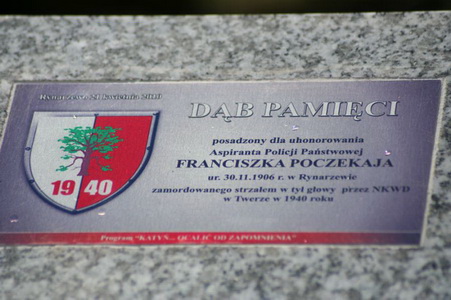 Rynarzewo, 21 kwietnia 2010
DĄB PAMIĘCI
posadzony dla uhonorowania
Aspiranta Policji Państwowej
FRANCISZKA POCZEKAJA
ur. 30.11.1906 r. w Rynarzewie
zamordowanego strzałem w tył głowy przez NKWD
w Twerze w 1940 roku
19 40
Program "KATYŃ... OCALIĆ OD ZAPOMNIENIA"